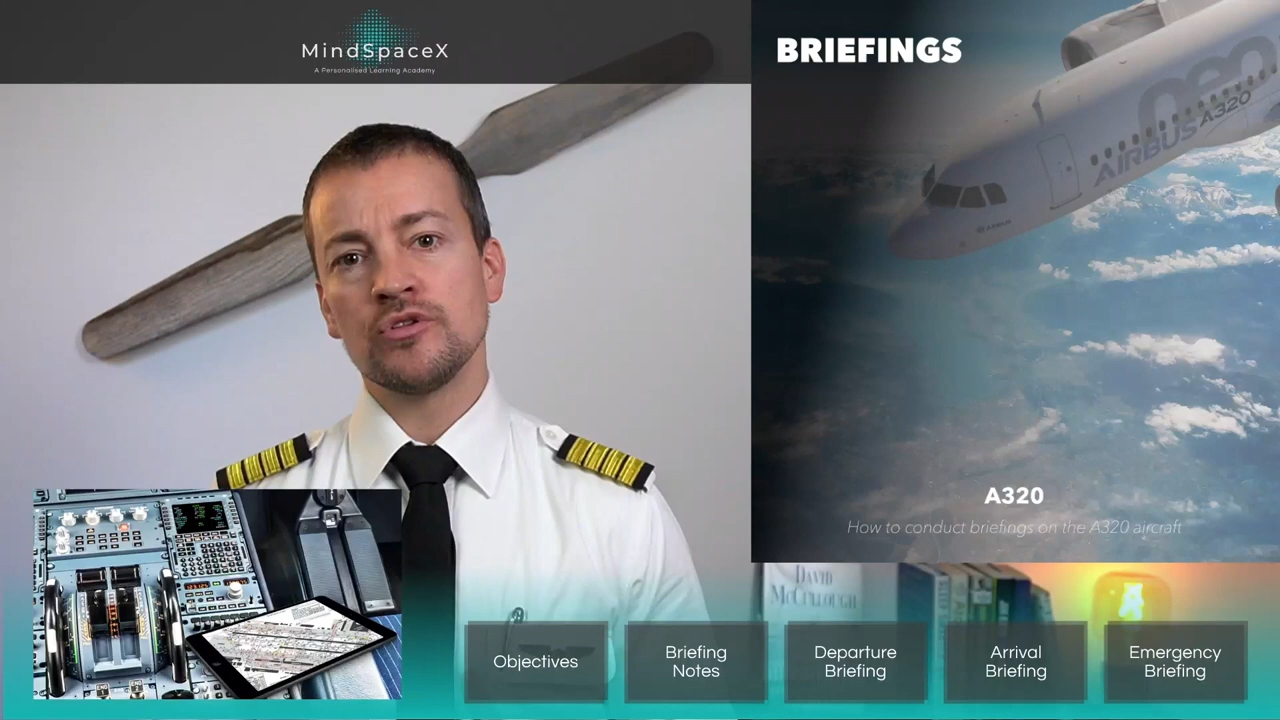 MindSpaceX
A Personalised Learning Academy
BRIEFINGS
neo
AIRBUS A320
AIRBUS
A320
How to conduct briefings on the A320 aircraft
DAVID
McCULLOUGH
Objectives
Briefing
Notes
Departure
Briefing
Arrival
Briefing
Emergency
Briefing